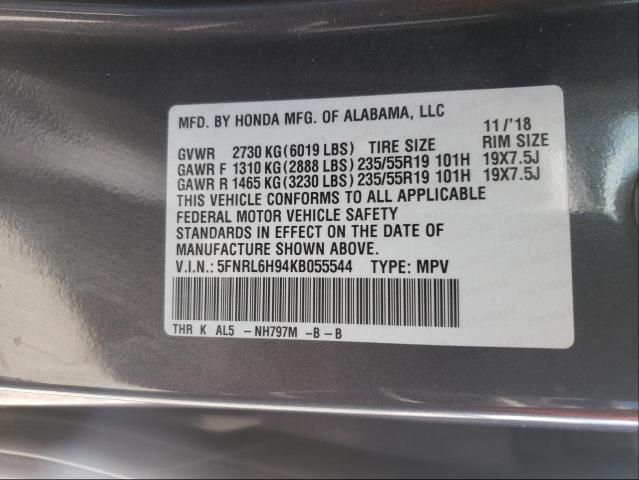 MFD. BY HONDA MFG. OF ALABAMA, LLC
11/'18
GVWR 2730 KG(6019 LBS) TIRE SIZE RIM SIZE
GAWR F 1310 KG(2888 LBS) 235/55R19 101H 19X7.5J
GAWR R 1465 KG(3230 LBS) 235/55R19 101H 19X7.5J
THIS VEHICLE CONFORMS TO ALL APPLICABLE
FEDERAL MOTOR VEHICLE SAFETY
STANDARDS IN EFFECT ON THE DATE OF
MANUFACTURE SHOWN ABOVE.
V.I.N.: 5FNRL6H94KB055544 TYPE: MPV
THR K AL5 -NH797M -B-B